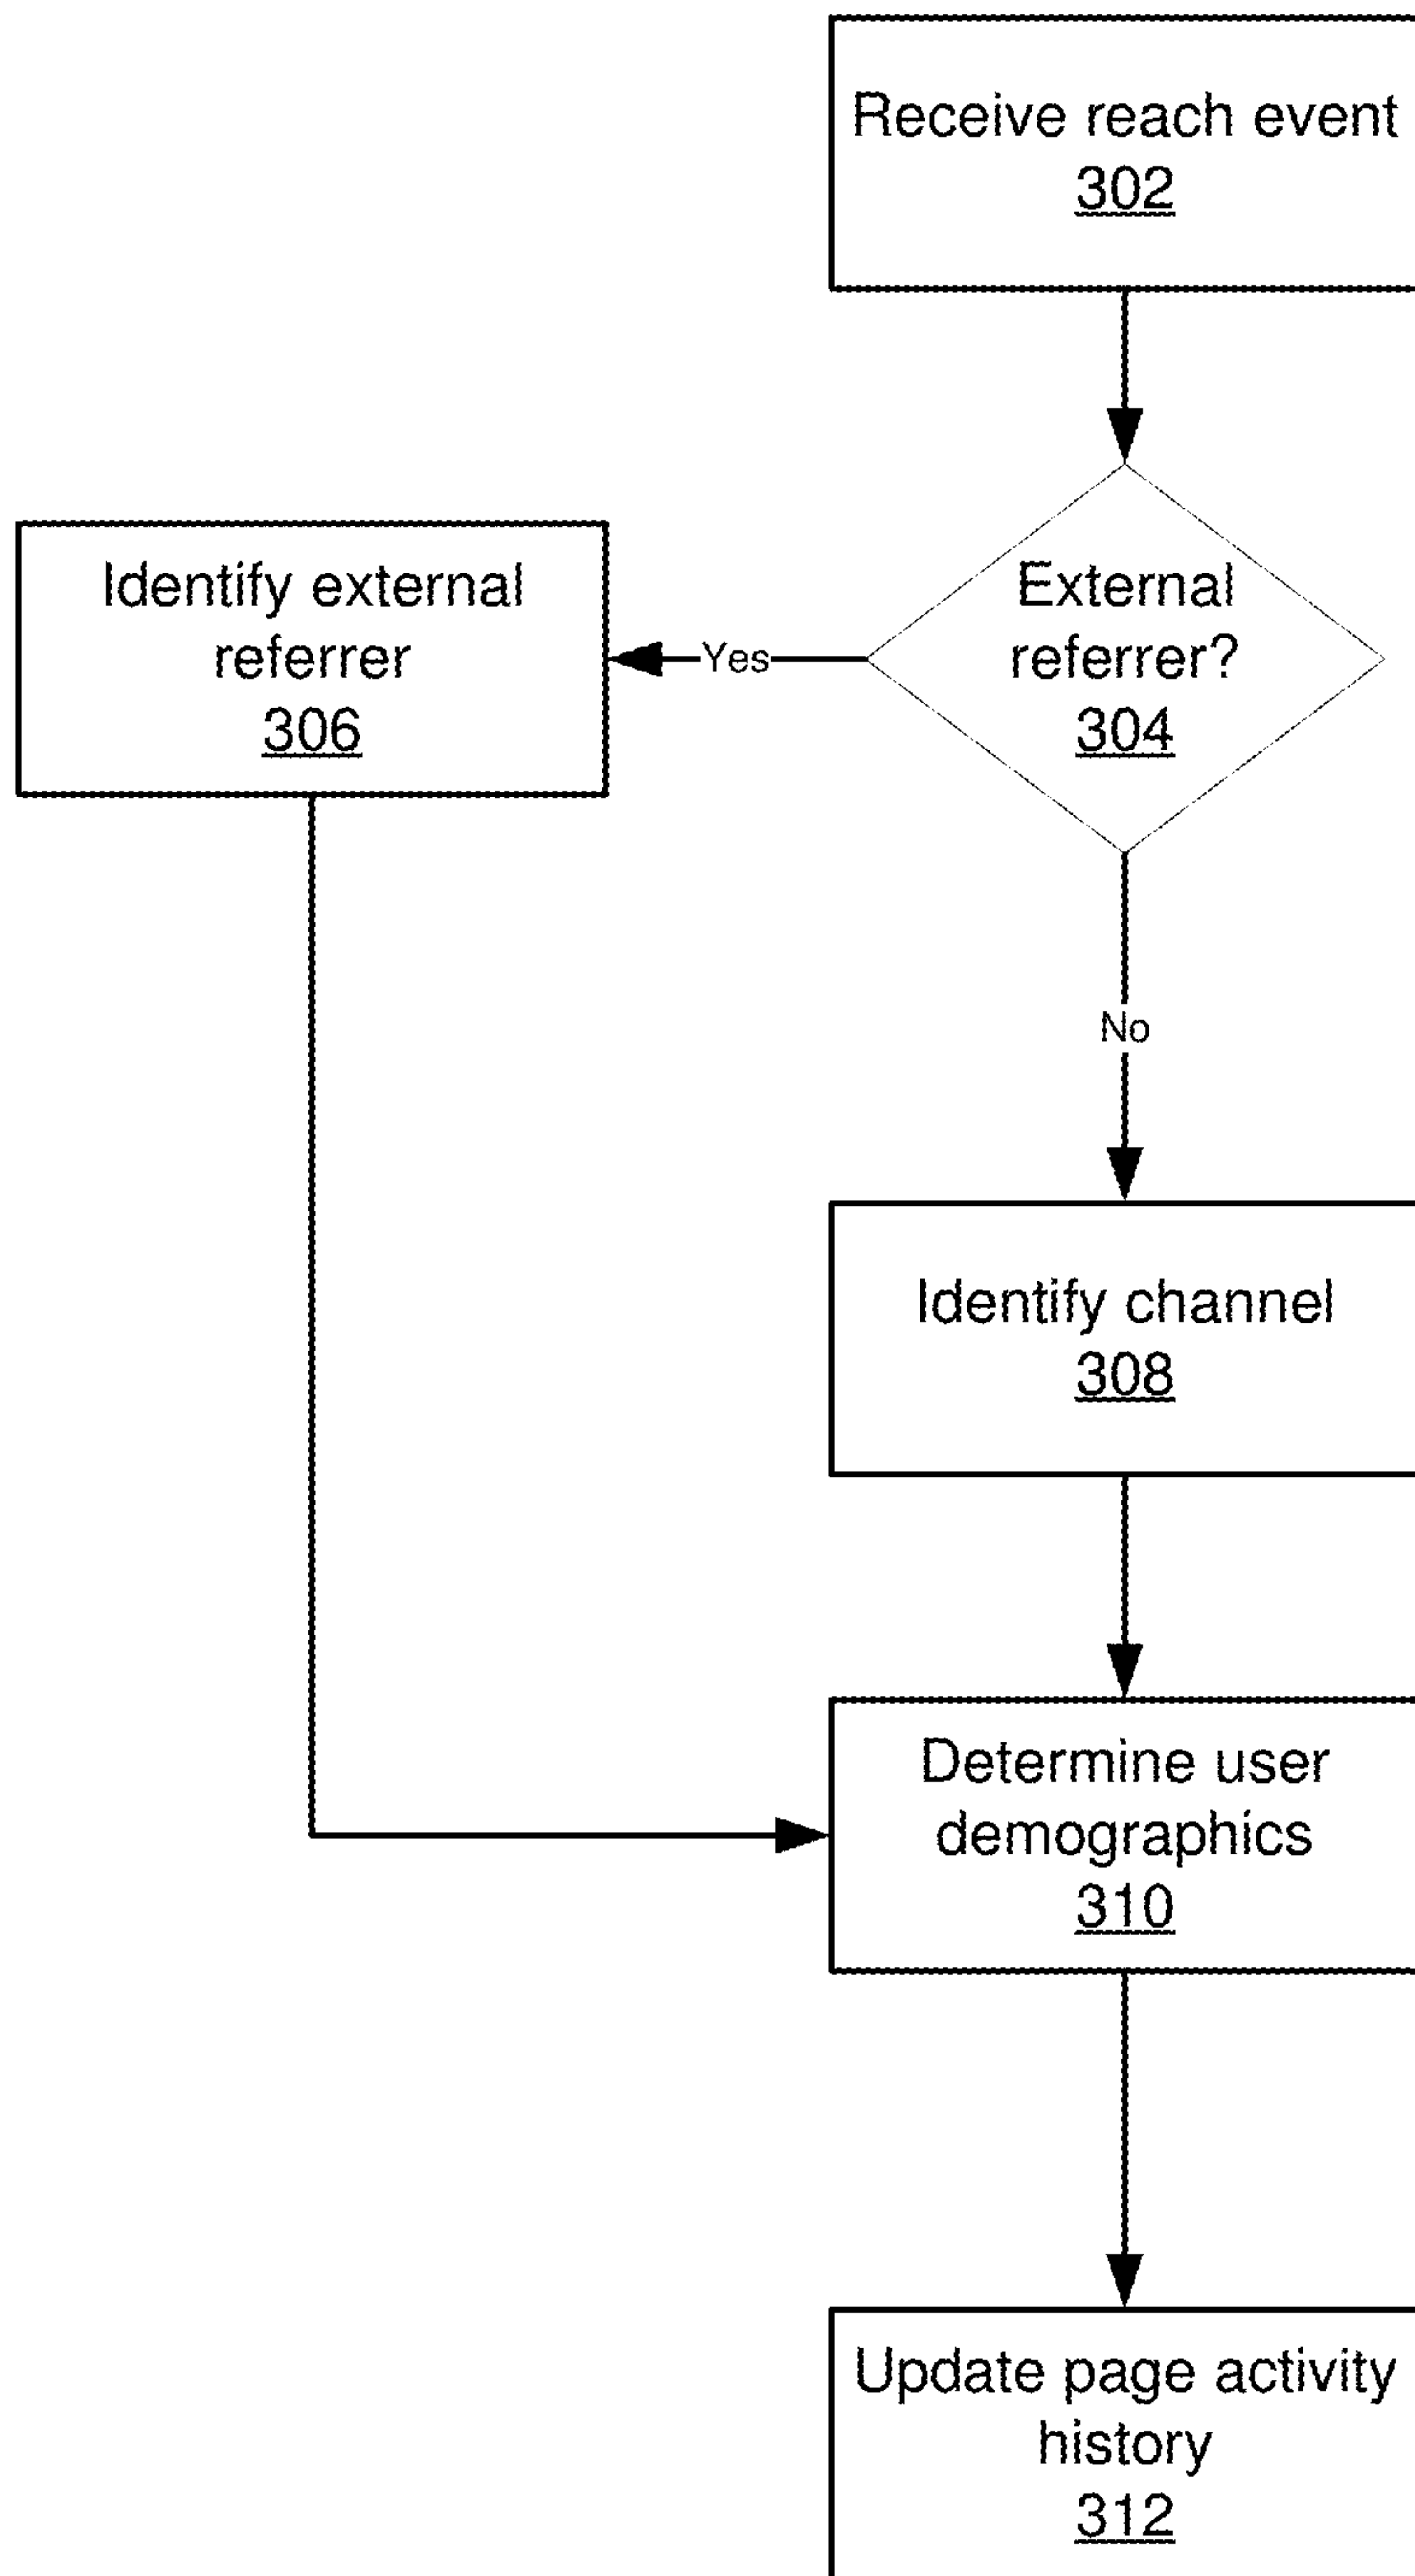 Receive reach event
302
External
referrer?
304
Yes
Identify external
referrer
306
No
Identify channel
308
Determine user
demographics
310
Update page activity
history
312